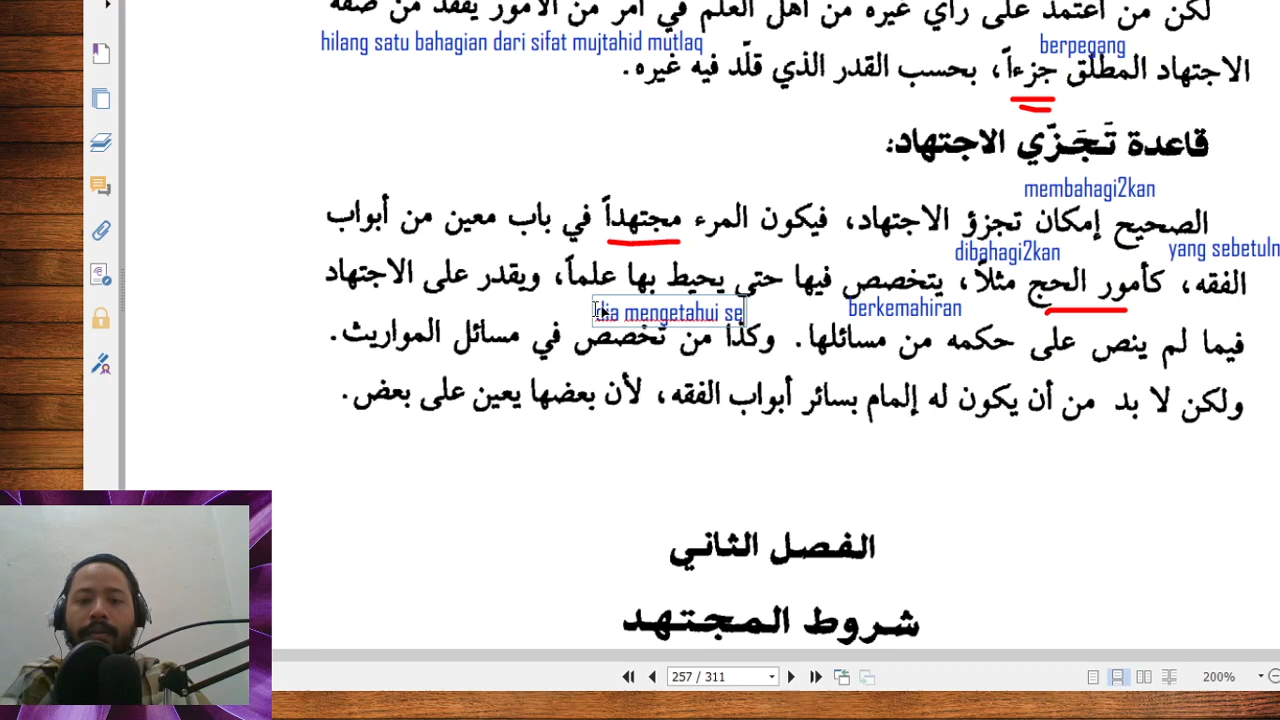 لكن من اعتمد على رأي غيره من أهل العلم في أمر من الأمور يفقد من صفة
hilang satu bahagian dari sifat mujtahid mutlaq
berpegang
الاجتهاد المطلق جزءاً، بحسب القدر الذي قلّد فيه غيره.
قاعدة تَجَزّي الاجتهاد:
membahagi2kan
الصحيح إمكان تجزؤ الاجتهاد، فيكون المرء مجتهداً في باب معين من أبواب
dibahagi2kan
yang sebetuln
الفقه، كأمور الحج مثلاً، يتخصص فيها حتى يحيط بها علماً، ويقدر على الاجتهاد
dia mengetahui se
berkemahiran
فيما لم ينص على حكمه من مسائلها. وكذا من تخصص في مسائل المواريث.
ولكن لا بد من أن يكون له إلمام بسائر أبواب الفقه، لأن بعضها يعين على بعض.
الفصل الثاني
شروط المجتهد
257 / 311
200%